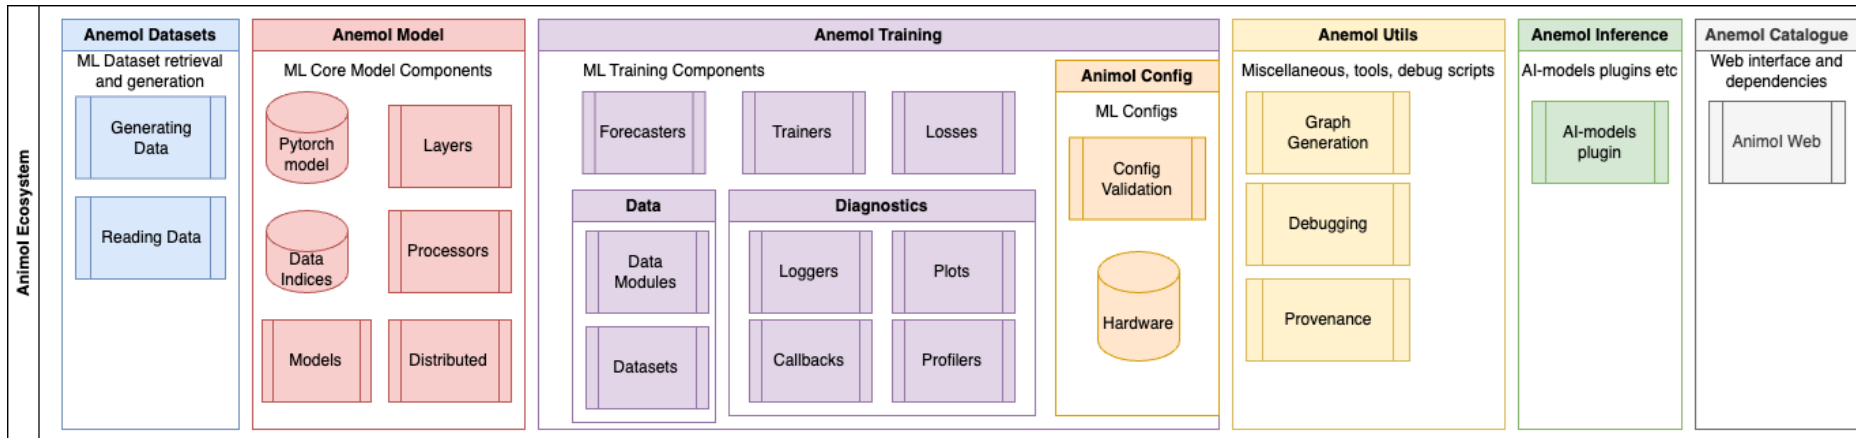 Animol Ecosystem
Anemol Datasets
ML Dataset retrieval
and generation
Generating
Data
Reading Data
Anemol Model
ML Core Model Components
Pytorch
model
Layers
Data
Indices
Processors
Models
Distributed
Anemol Training
ML Training Components
Forecasters
Trainers
Losses
Data
Data
Modules
Datasets
Diagnostics
Loggers
Plots
Callbacks
Profilers
Animol Config
ML Configs
Config
Validation
Hardware
Anemol Utils
Miscellaneous, tools, debug scripts
Graph
Generation
Debugging
Provenance
Anemol Inference
AI-models plugins etc
AI-models
plugin
Anemol Catalogue
Web interface and
dependencies
Animol Web